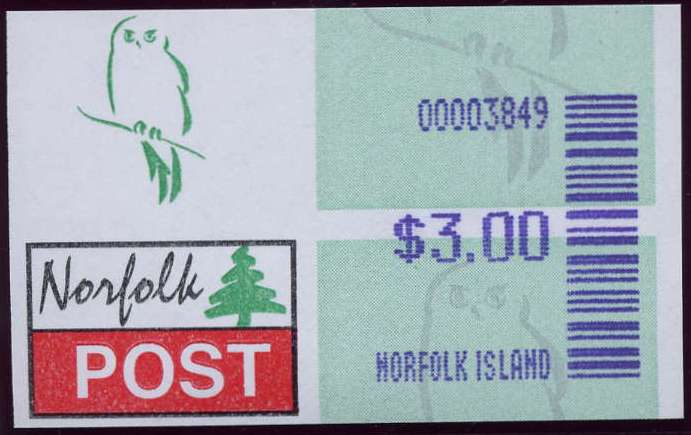 00003849
$3.00
Norfolk
POST
NORFOLK ISLAND